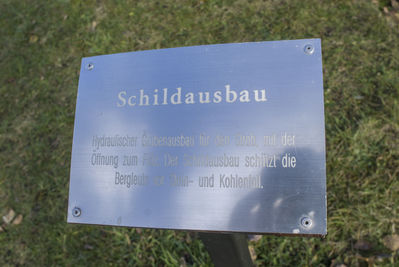 Schildausbau
Hydraulischer Grubenausbau für den Streb, mit der
Öffnung zum Flöz. Der Schildausbau schützt die
Bergleute vor Stein- und Kohlenfall.